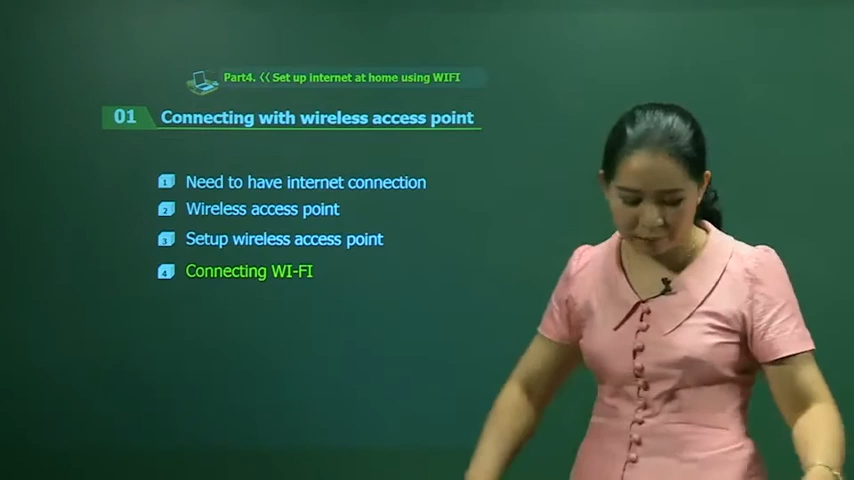 Part4. 《 Set up internet at home using WIFI
01 Connecting with wireless access point
1 Need to have internet connection
2 Wireless access point
3 Setup wireless access point
4 Connecting WI-FI